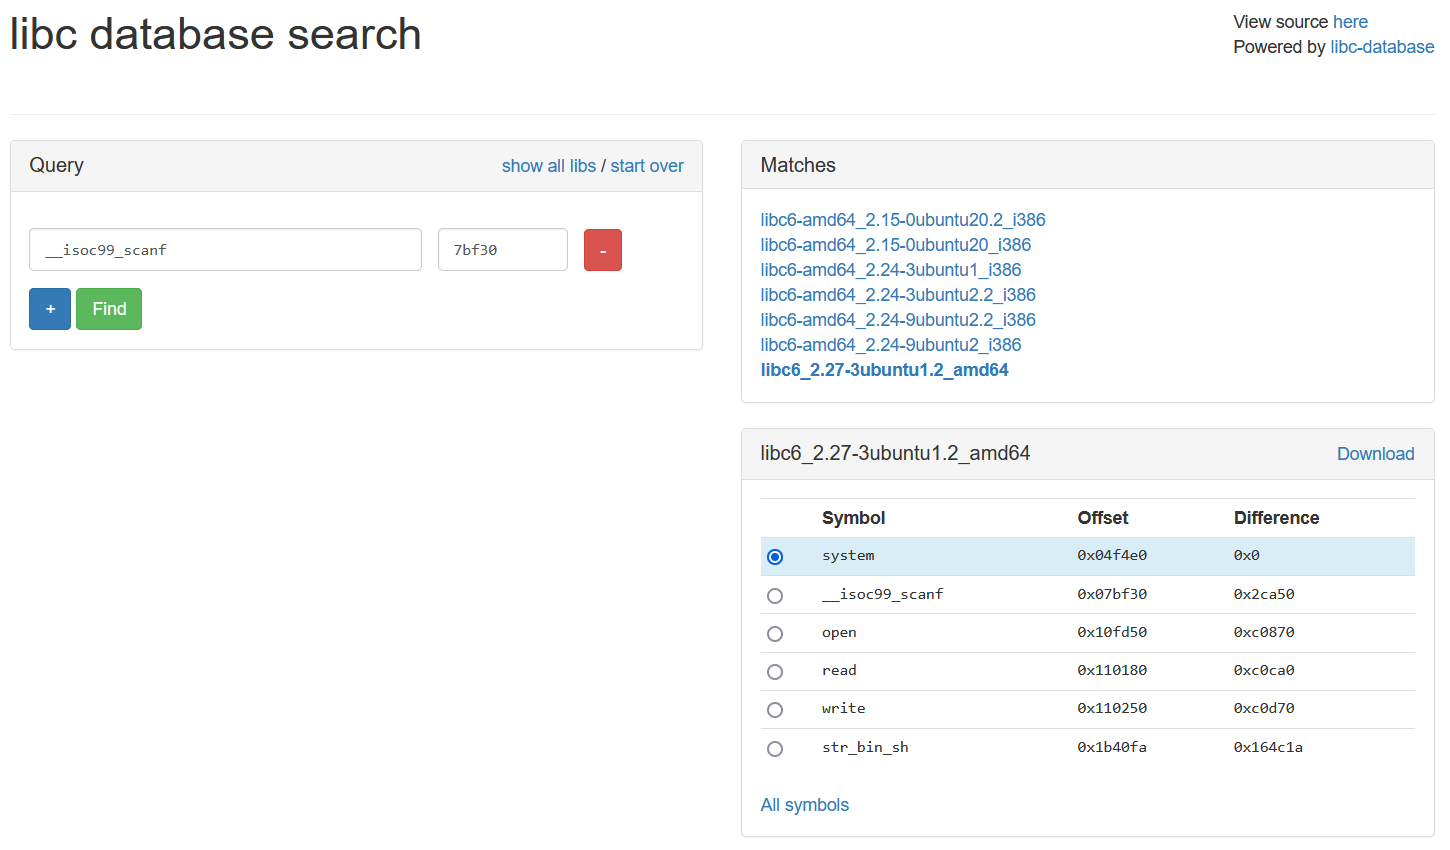 libc database search
View source here
Powered by libc-database
Query show all libs / start over
__isoc99_scanf 7bf30 -
+ Find
Matches
libc6-amd64_2.15-0ubuntu20.2_i386
libc6-amd64_2.15-0ubuntu20_i386
libc6-amd64_2.24-3ubuntu1_i386
libc6-amd64_2.24-3ubuntu2.2_i386
libc6-amd64_2.24-9ubuntu2.2_i386
libc6-amd64_2.24-9ubuntu2_i386
libc6_2.27-3ubuntu1.2_amd64
libc6_2.27-3ubuntu1.2_amd64 Download
Symbol Offset Difference
system 0x04f4e0 0x0
__isoc99_scanf 0x07bf30 0x2ca50
open 0x10fd50 0xc0870
read 0x110180 0xc0ca0
write 0x110250 0xc0d70
str_bin_sh 0x1b40fa 0x164c1a
All symbols